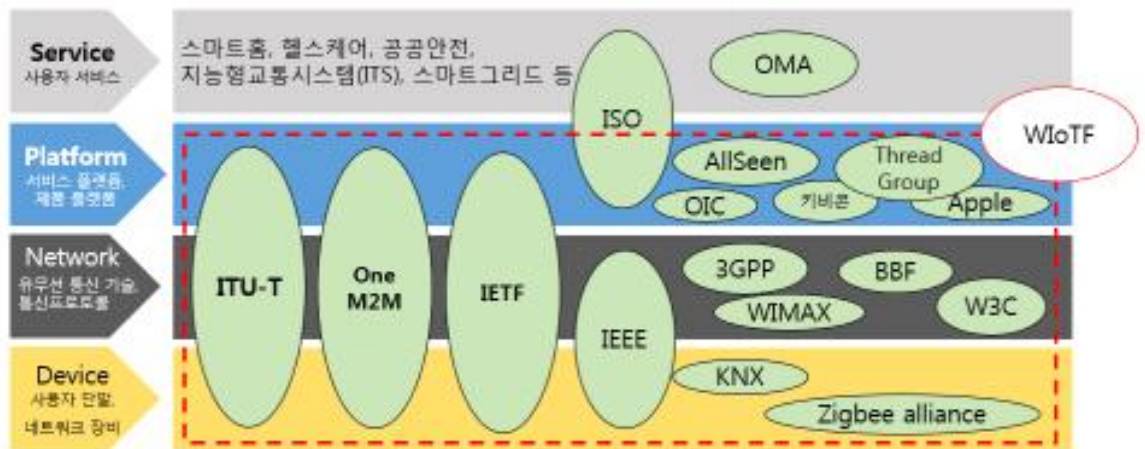 Service
사용자 서비스
스마트홈, 헬스케어, 공공안전,
지능형교통시스템(ITS), 스마트그리드 등
ISO
OMA
WIoTF
Platform
서비스 플랫폼,
제품 플랫폼
AllSeen
Thread
Group
OIC
키비콘
Apple
Network
유무선 통신 기술,
통신프로토콜
ITU-T
One
M2M
IETF
IEEE
3GPP
BBF
WIMAX
W3C
Device
사용자 단말,
네트워크 장비
KNX
Zigbee alliance